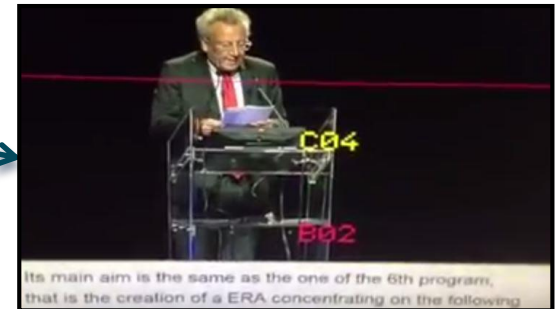 C04
B02
Its main aim is the same as the one of the 6th program,
that is the creation of a ERA concentrating on the following